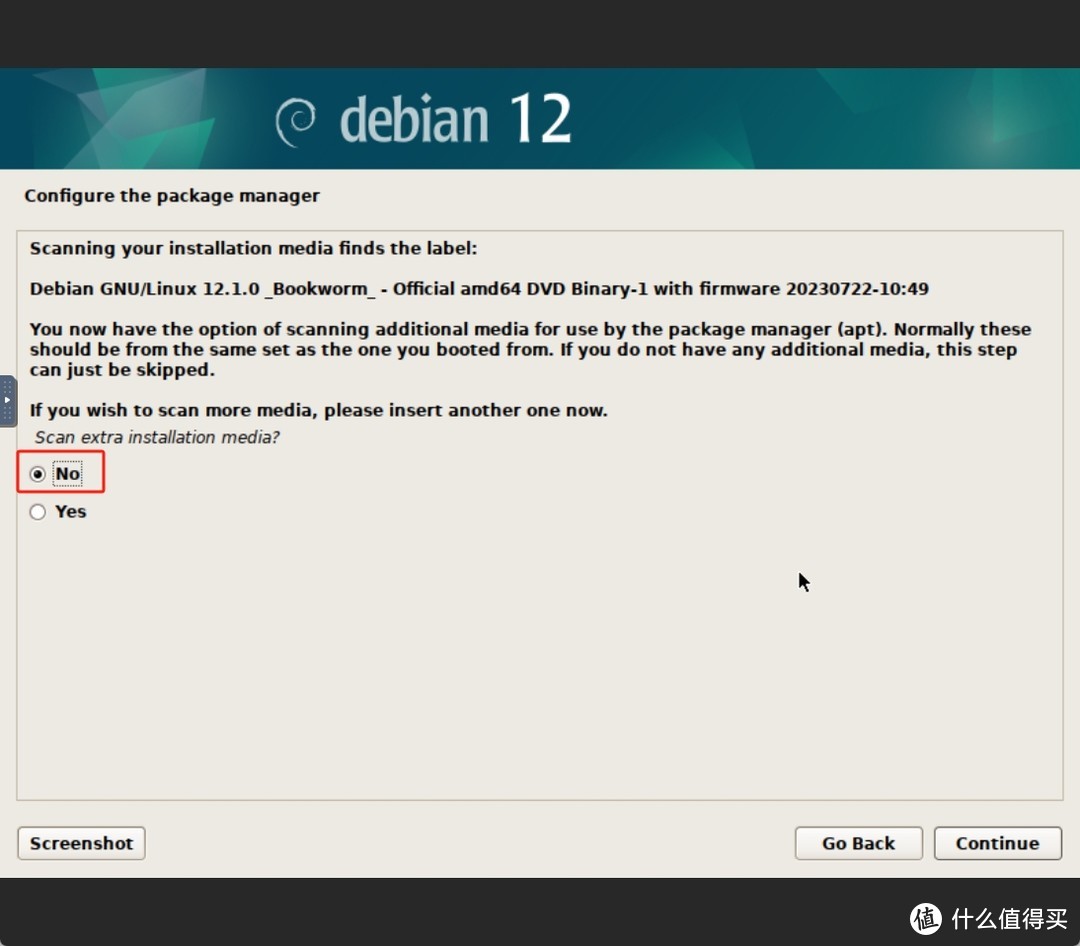 debian 12
Configure the package manager
Scanning your installation media finds the label:
Debian GNU/Linux 12.1.0 _Bookworm_ - Official amd64 DVD Binary-1 with firmware 20230722-10:49
You now have the option of scanning additional media for use by the package manager (apt). Normally these
should be from the same set as the one you booted from. If you do not have any additional media, this step
can just be skipped.
If you wish to scan more media, please insert another one now.
Scan extra installation media?
No
Yes
Screenshot
Go Back
Continue
值 什么值得买